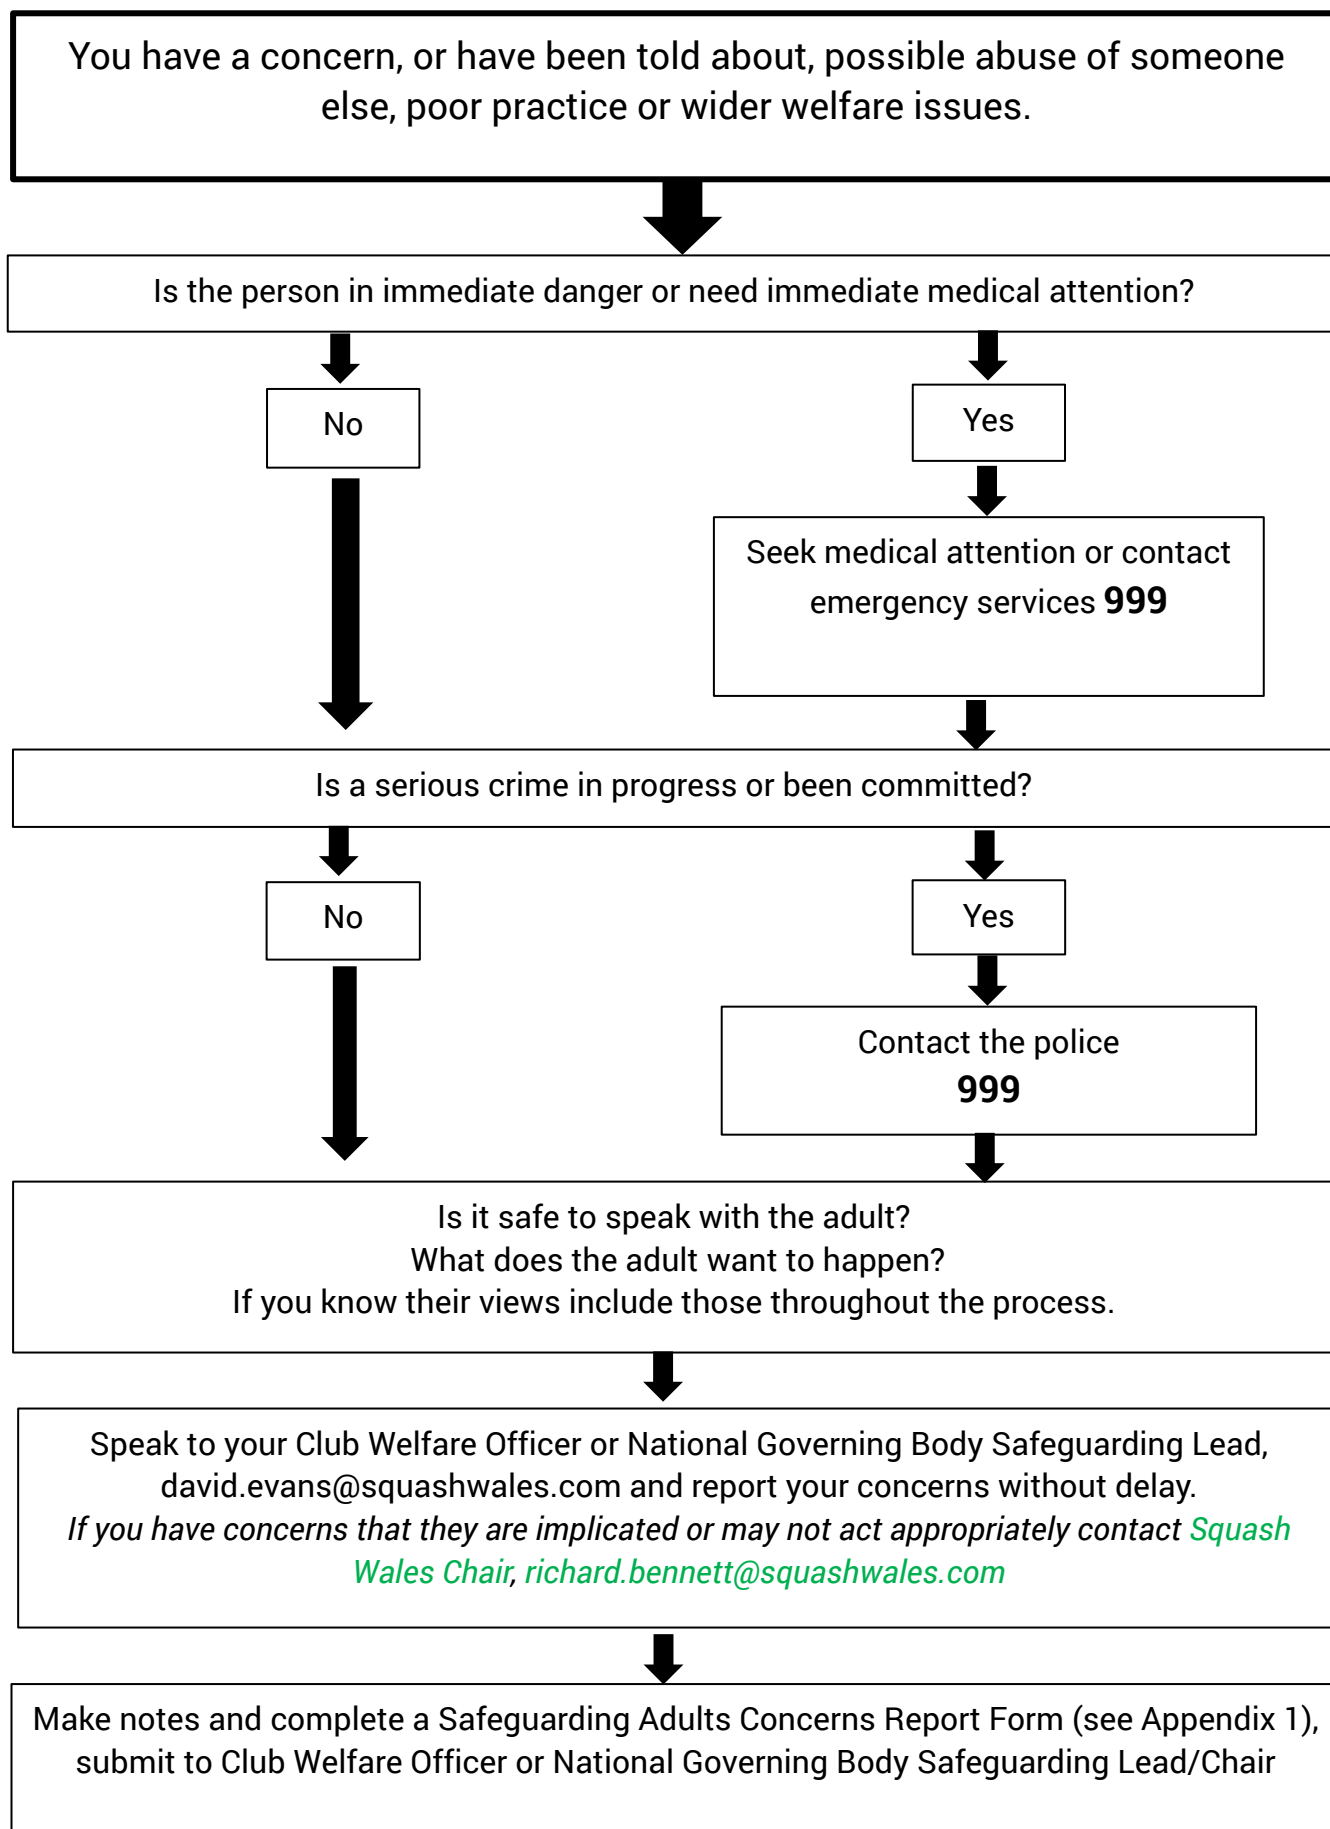 You have a concern, or have been told about, possible abuse of someone
else, poor practice or wider welfare issues.
Is the person in immediate danger or need immediate medical attention?
No
Yes
Seek medical attention or contact
emergency services 999
Is a serious crime in progress or been committed?
No
Yes
Contact the police
999
Is it safe to speak with the adult?
What does the adult want to happen?
If you know their views include those throughout the process.
Speak to your Club Welfare Officer or National Governing Body Safeguarding Lead,
david.evans@squashwales.com and report your concerns without delay.
If you have concerns that they are implicated or may not act appropriately contact Squash
Wales Chair, richard.bennett@squashwales.com
Make notes and complete a Safeguarding Adults Concerns Report Form (see Appendix 1),
submit to Club Welfare Officer or National Governing Body Safeguarding Lead/Chair